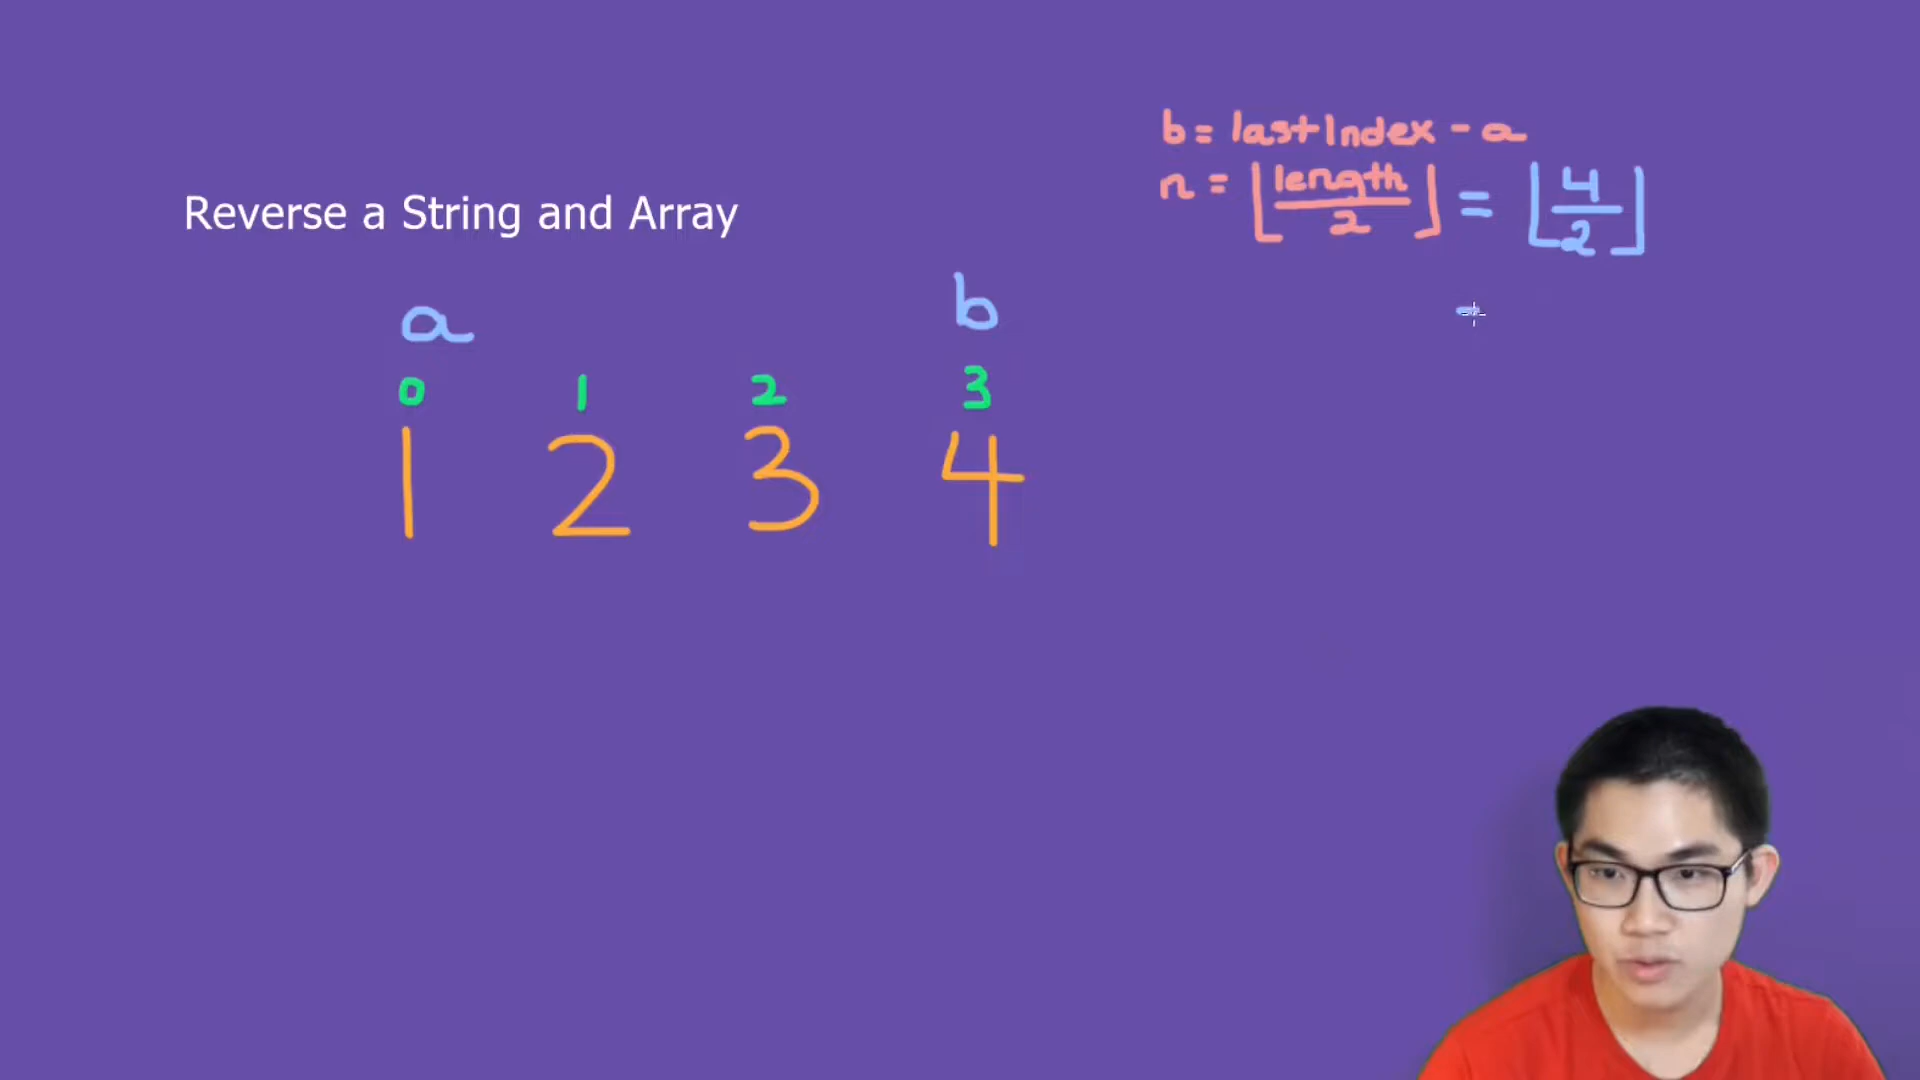 b = lastIndex - a
n = ⌊length/2⌋ = ⌊4/2⌋
Reverse a String and Array
a b
0 1 2 3
1 2 3 4